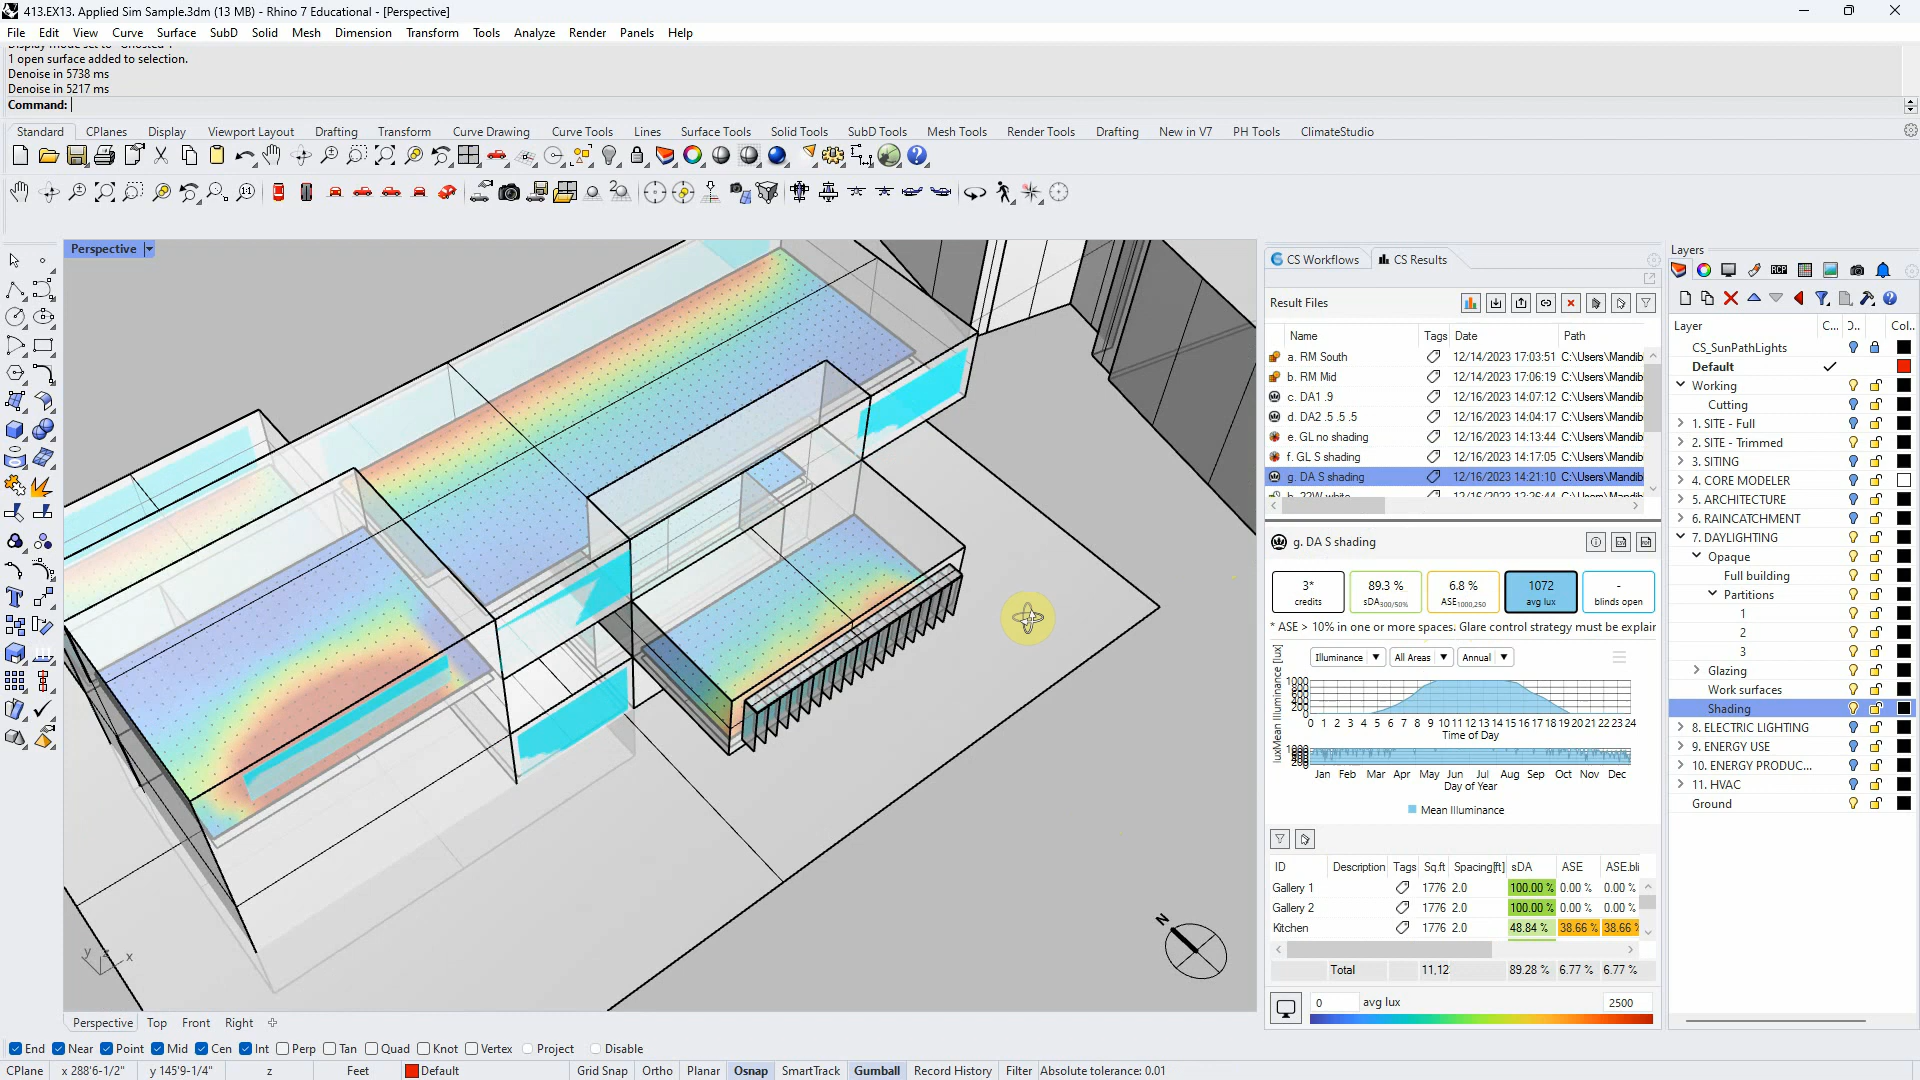 413.EX13. Applied Sim Sample.3dm (13 MB) - Rhino 7 Educational - [Perspective]
File Edit View Curve Surface SubD Solid Mesh Dimension Transform Tools Analyze Render Panels Help
1 open surface added to selection.
Denoise in 5738 ms
Denoise in 5217 ms
Command:
Standard CPlanes Display Viewport Layout Drafting Transform Curve Drawing Curve Tools Lines Surface Tools Solid Tools SubD Tools Mesh Tools Render Tools Drafting New in V7 PH Tools ClimateStudio
Perspective
CS Workflows CS Results
Result Files
Name Tags Date Path
a. RM South 12/14/2023 17:03:51 C:\Users\Mandib
b. RM Mid 12/14/2023 17:06:19 C:\Users\Mandib
c. DA1 .9 12/16/2023 14:07:12 C:\Users\Mandib
d. DA2 .5 .5 .5 12/16/2023 14:04:17 C:\Users\Mandib
e. GL no shading 12/16/2023 14:13:44 C:\Users\Mandib
f. GL S shading 12/16/2023 14:17:05 C:\Users\Mandib
g. DA S shading 12/16/2023 14:21:10 C:\Users\Mandib
g. DA S shading
3* credits
89.3 % sDA300/50%
6.8 % ASE1000,250
1072 avg lux
- blinds open
* ASE > 10% in one or more spaces. Glare control strategy must be explair
Illuminance All Areas Annual
Mean Illuminance [lux]
1000
0 1 2 3 4 5 6 7 8 9 10 11 12 13 14 15 16 17 18 19 20 21 22 23 24
Time of Day
Jan Feb Mar Apr May Jun Jul Aug Sep Oct Nov Dec
Day of Year
Mean Illuminance
ID Description Tags Sq.ft Spacing[ft] sDA ASE ASE.bli
Gallery 1 1776 2.0 100.00 % 0.00 % 0.00 %
Gallery 2 1776 2.0 100.00 % 0.00 % 0.00 %
Kitchen 1776 2.0 48.84 % 38.66 % 38.66 %
Total 11,12 89.28 % 6.77 % 6.77 %
0 avg lux 2500
Layers
Layer C... Col...
CS_SunPathLights
Default
Working
Cutting
1. SITE - Full
2. SITE - Trimmed
3. SITING
4. CORE MODELER
5. ARCHITECTURE
6. RAINCATCHMENT
7. DAYLIGHTING
Opaque
Full building
Partitions
1
2
3
Glazing
Work surfaces
Shading
8. ELECTRIC LIGHTING
9. ENERGY USE
10. ENERGY PRODUC...
11. HVAC
Ground
N
y z x
Perspective Top Front Right
End Near Point Mid Cen Int Perp Tan Quad Knot Vertex Project Disable
CPlane x 288'6-1/2" y 145'9-1/4" z Feet Default Grid Snap Ortho Planar Osnap SmartTrack Gumball Record History Filter Absolute tolerance: 0.01